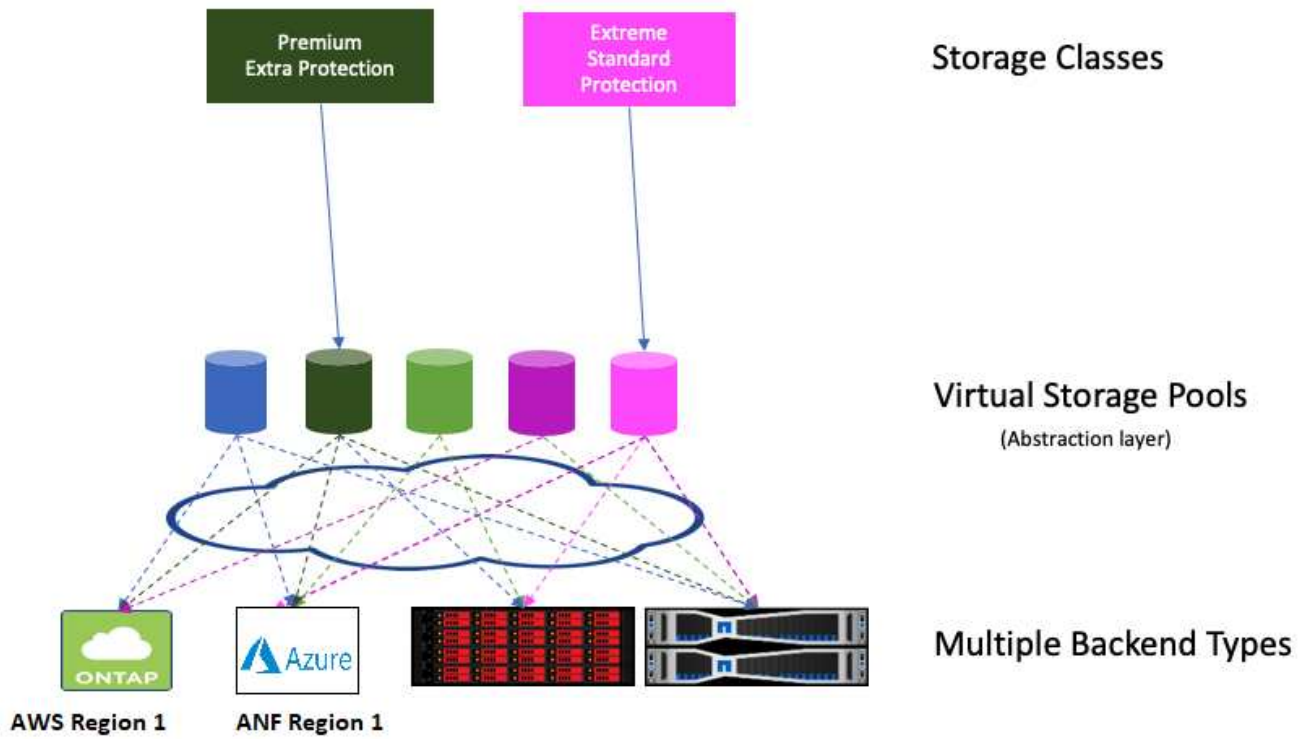 Premium
Extra Protection
Extreme
Standard
Protection
Storage Classes
Virtual Storage Pools
(Abstraction layer)
ONTAP
Azure
Multiple Backend Types
AWS Region 1
ANF Region 1